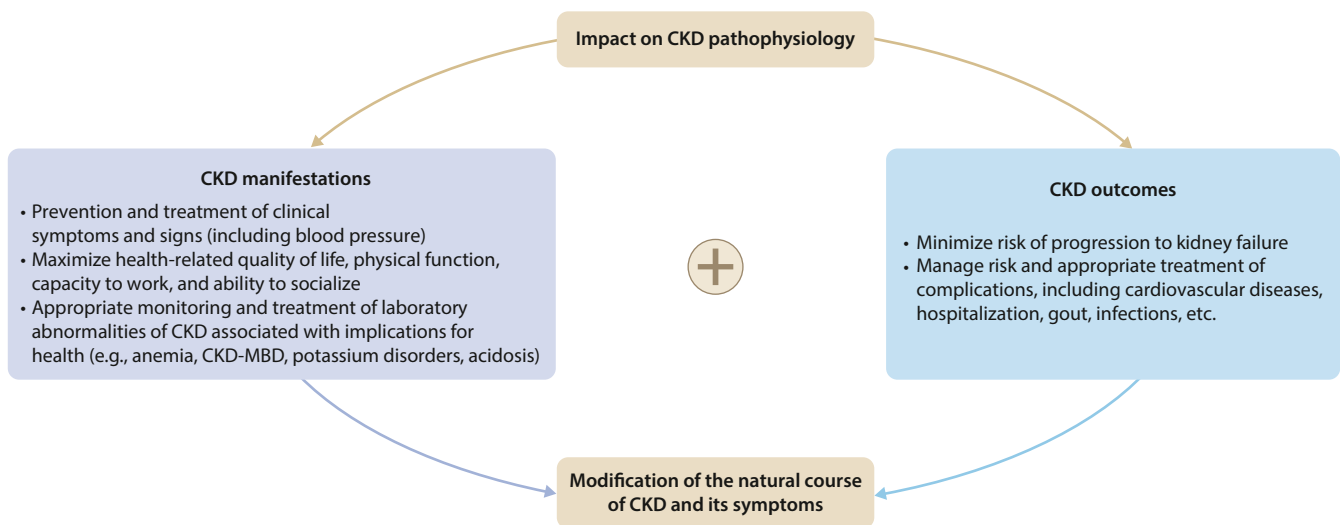 Impact on CKD pathophysiology
CKD manifestations
• Prevention and treatment of clinical
symptoms and signs (including blood pressure)
• Maximize health-related quality of life, physical function,
capacity to work, and ability to socialize
• Appropriate monitoring and treatment of laboratory
abnormalities of CKD associated with implications for
health (e.g., anemia, CKD-MBD, potassium disorders, acidosis)
CKD outcomes
• Minimize risk of progression to kidney failure
• Manage risk and appropriate treatment of
complications, including cardiovascular diseases,
hospitalization, gout, infections, etc.
Modification of the natural course
of CKD and its symptoms